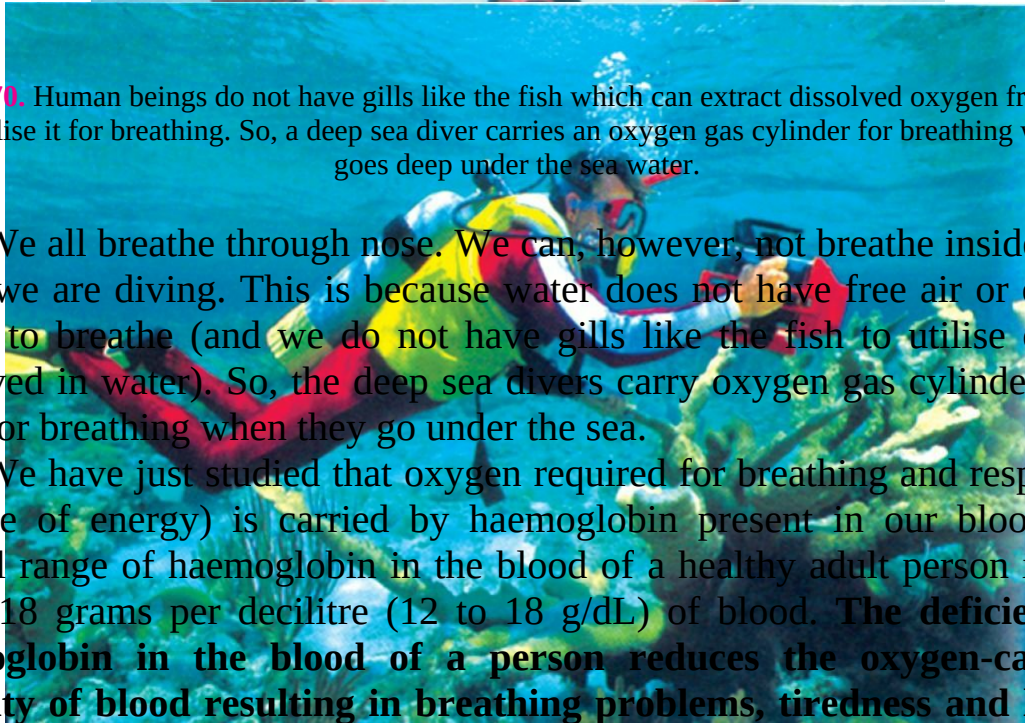 0. Human beings do not have gills like the fish which can extract dissolved oxygen fr
lise it for breathing. So, a deep sea diver carries an oxygen gas cylinder for breathing
goes deep under the sea water.
We all breathe through nose. We can, however, not breathe inside
we are diving. This is because water does not have free air or
to breathe (and we do not have gills like the fish to utilise
ved in water). So, the deep sea divers carry oxygen gas cylinde
or breathing when they go under the sea.
We have just studied that oxygen required for breathing and resp
e of energy) is carried by haemoglobin present in our bloo
l range of haemoglobin in the blood of a healthy adult person
18 grams per decilitre (12 to 18 g/dL) of blood. The deficie
oglobin in the blood of a person reduces the oxygen-ca
ty of blood resulting in breathing problems, tiredness and